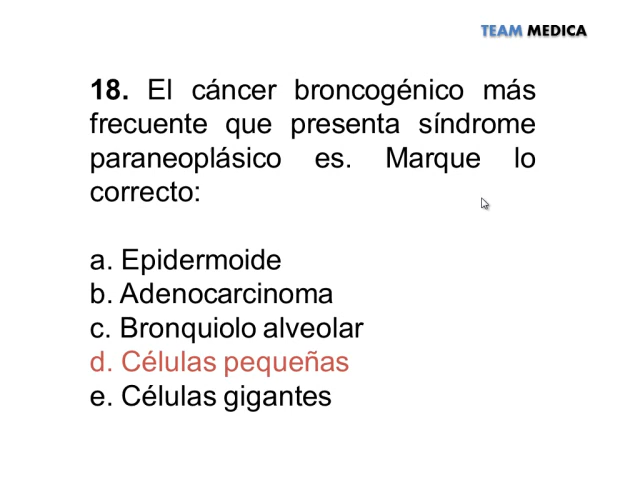 TEAM MEDICA
18. El cáncer broncogénico más
frecuente que presenta síndrome
paraneoplásico es. Marque lo
correcto:
a. Epidermoide
b. Adenocarcinoma
c. Bronquiolo alveolar
d. Células pequeñas
e. Células gigantes